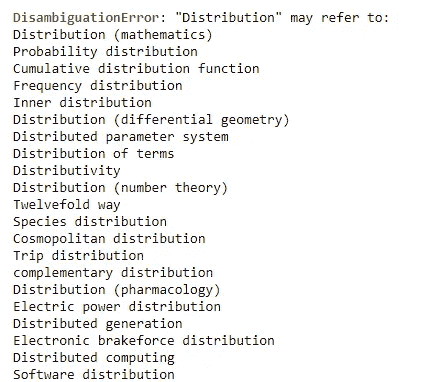 DisambiguationError: "Distribution" may refer to:
Distribution (mathematics)
Probability distribution
Cumulative distribution function
Frequency distribution
Inner distribution
Distribution (differential geometry)
Distributed parameter system
Distribution of terms
Distributivity
Distribution (number theory)
Twelvefold way
Species distribution
Cosmopolitan distribution
Trip distribution
complementary distribution
Distribution (pharmacology)
Electric power distribution
Distributed generation
Electronic brakeforce distribution
Distributed computing
Software distribution